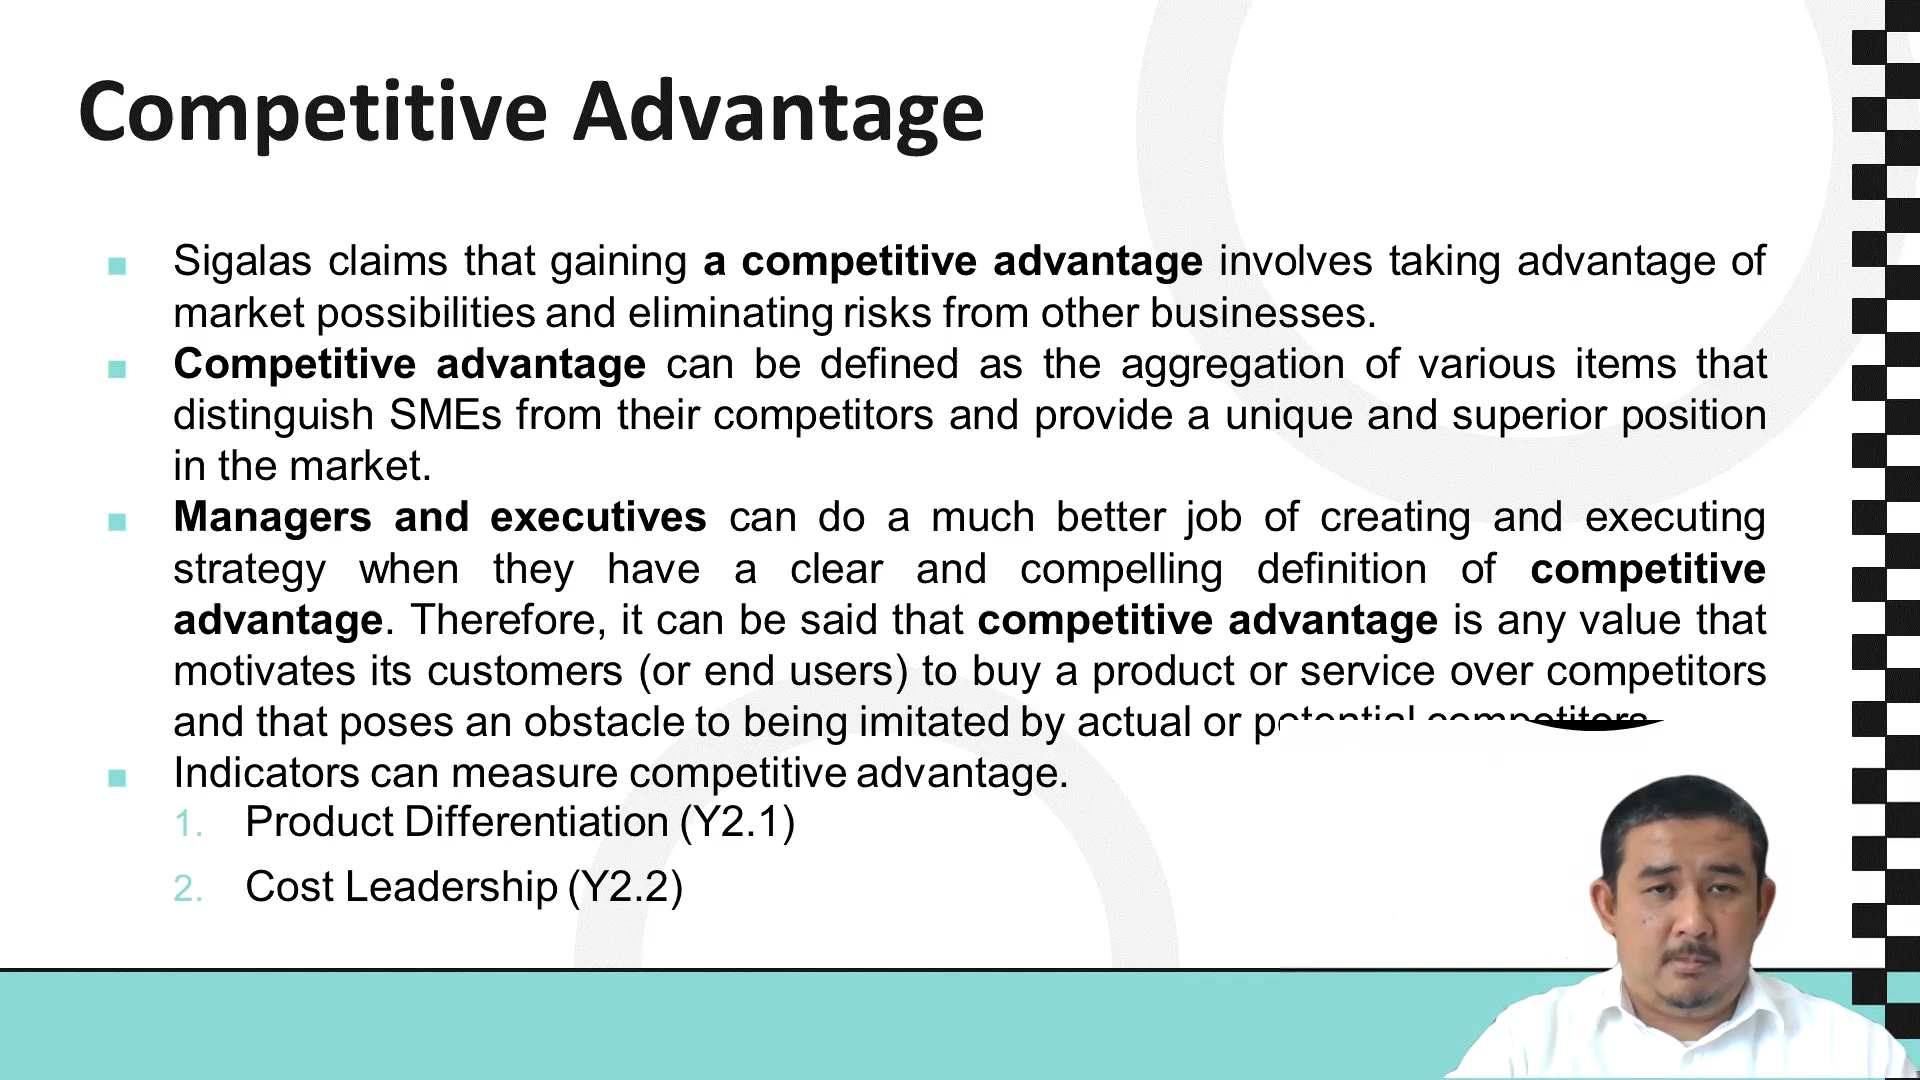 Competitive Advantage
■ Sigalas claims that gaining a competitive advantage involves taking advantage of
market possibilities and eliminating risks from other businesses.
■ Competitive advantage can be defined as the aggregation of various items that
distinguish SMEs from their competitors and provide a unique and superior position
in the market.
■ Managers and executives can do a much better job of creating and executing
strategy when they have a clear and compelling definition of competitive
advantage. Therefore, it can be said that competitive advantage is any value that
motivates its customers (or end users) to buy a product or service over competitors
and that poses an obstacle to being imitated by actual or potential competitors
■ Indicators can measure competitive advantage.
1. Product Differentiation (Y2.1)
2. Cost Leadership (Y2.2)